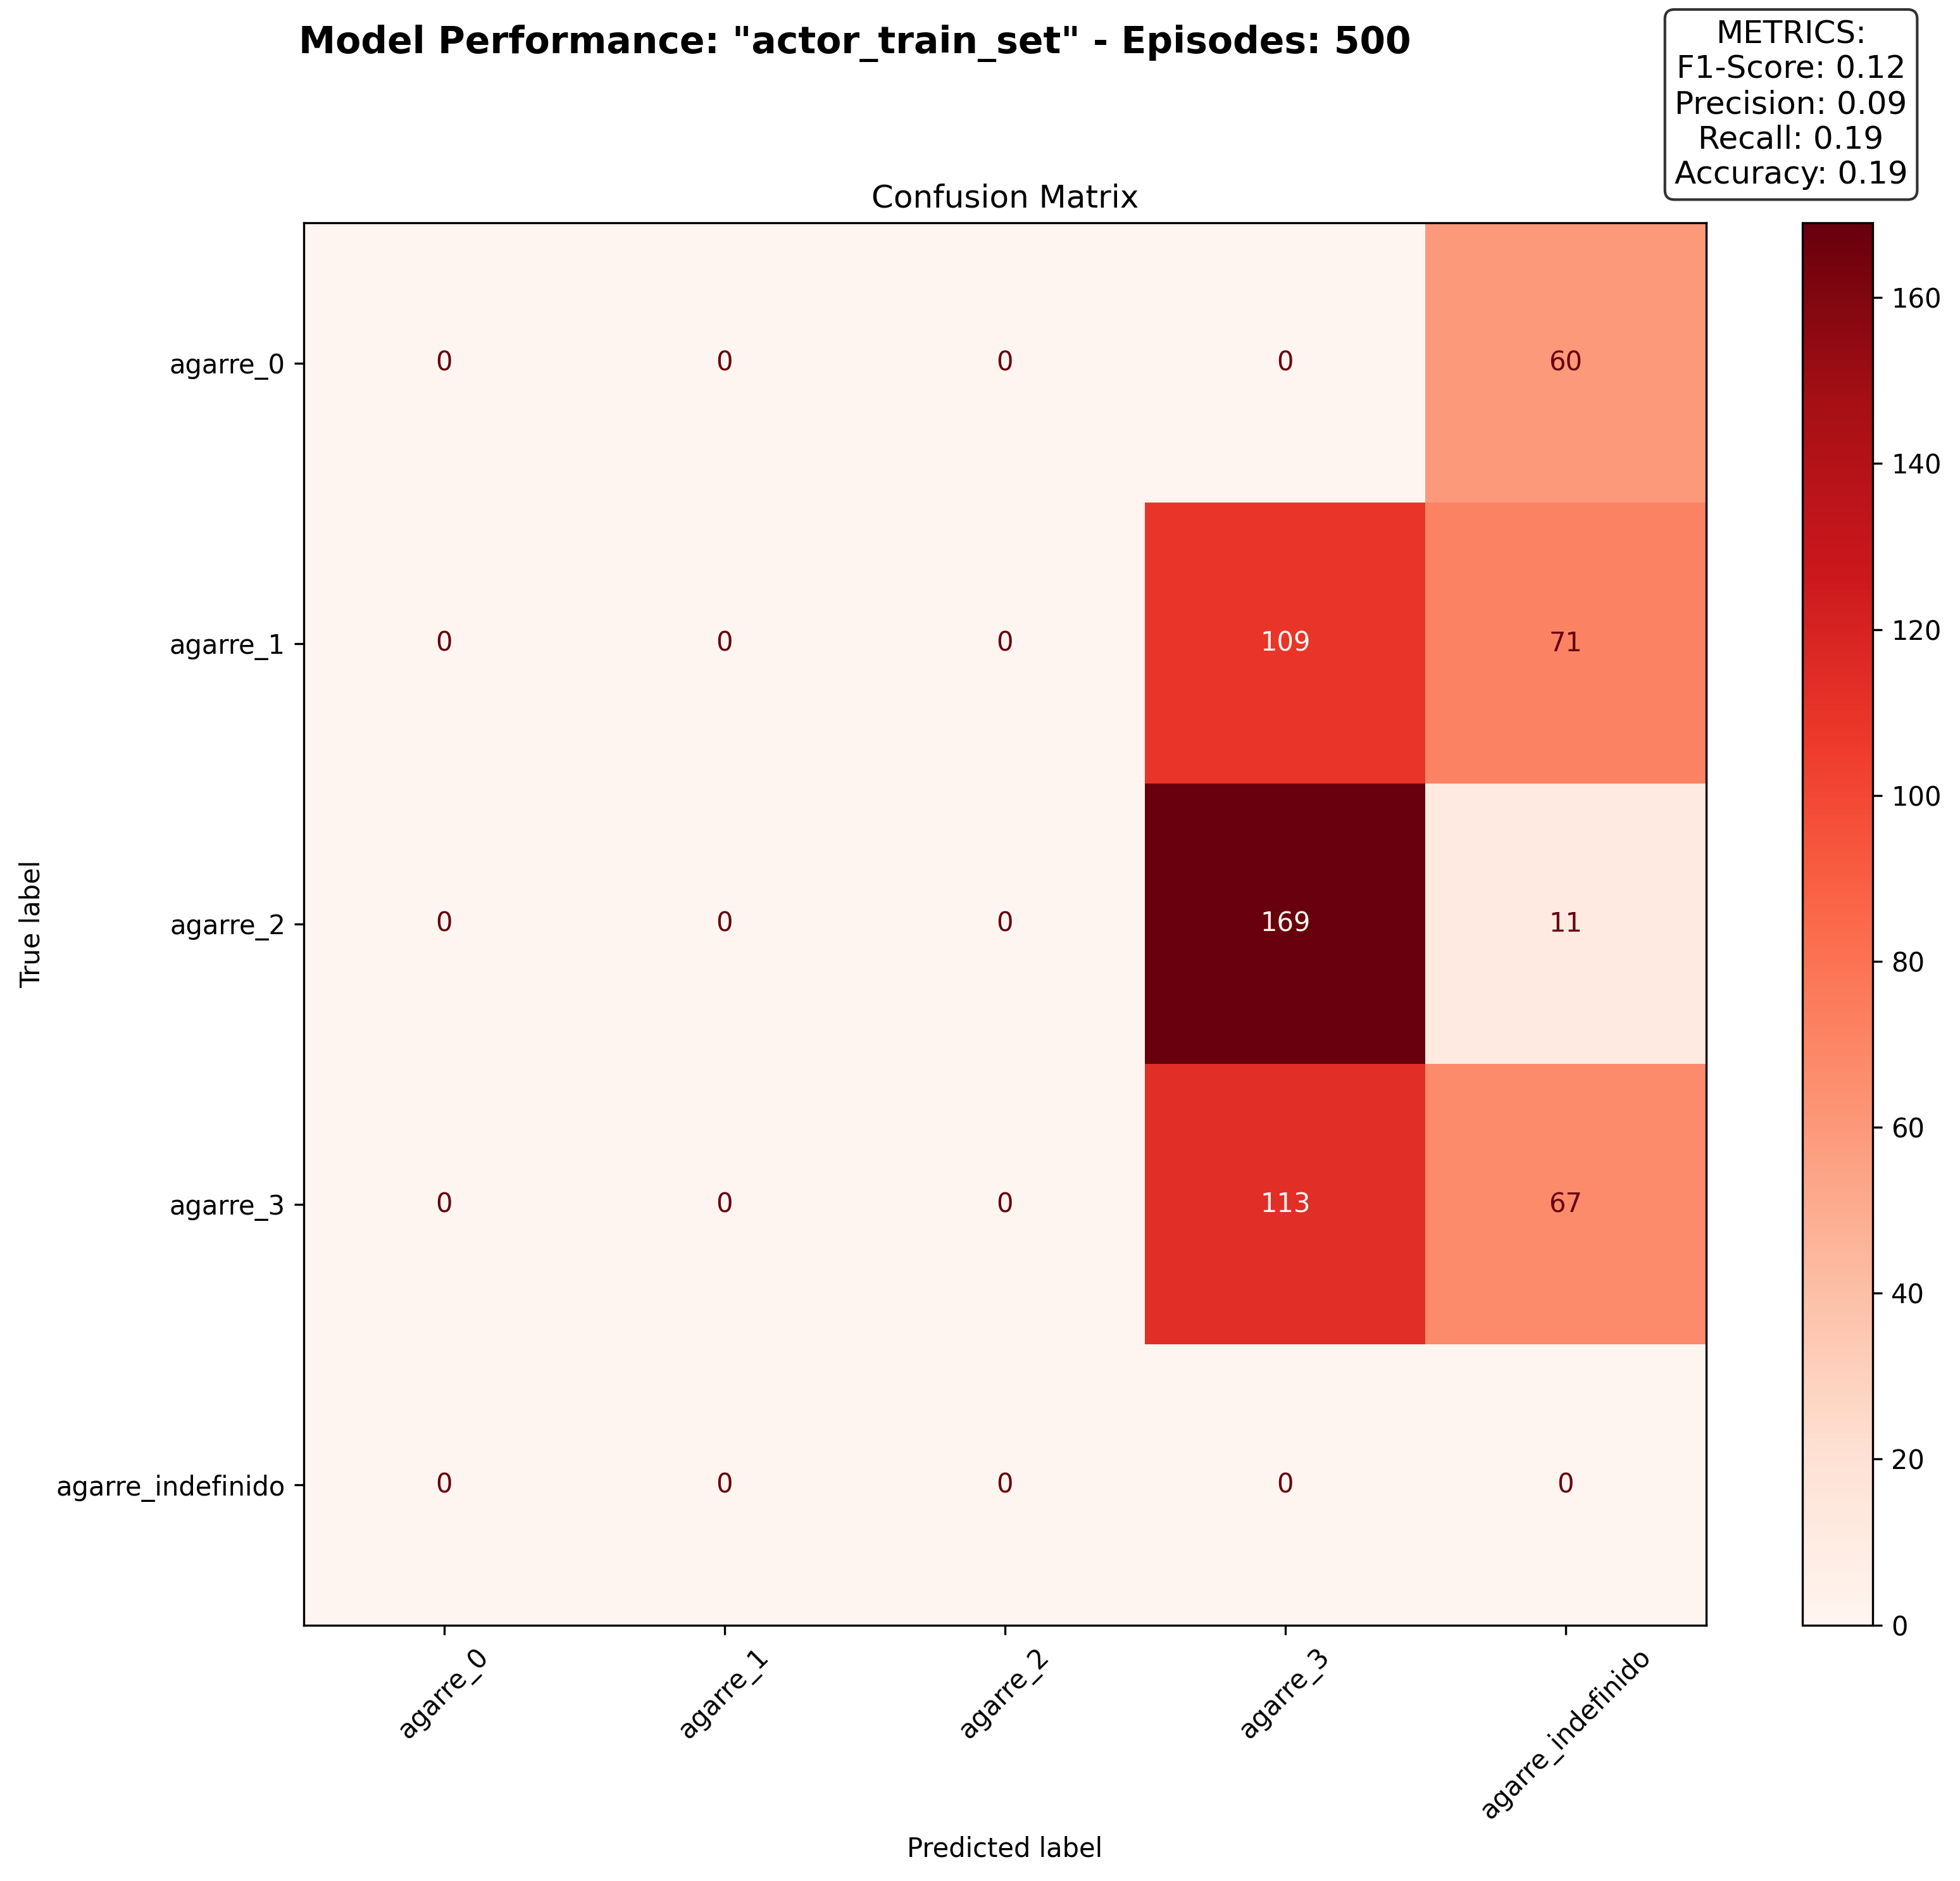 Model Performance: "actor_train_set" - Episodes: 500
METRICS:
F1-Score: 0.12
Precision: 0.09
Recall: 0.19
Accuracy: 0.19
Confusion Matrix
True label
agarre_0 0 0 0 0 60
agarre_1 0 0 0 109 71
agarre_2 0 0 0 169 11
agarre_3 0 0 0 113 67
agarre_indefinido 0 0 0 0 0
agarre_0
agarre_1
agarre_2
agarre_3
agarre_indefinido
Predicted label
160
140
120
100
80
60
40
20
0